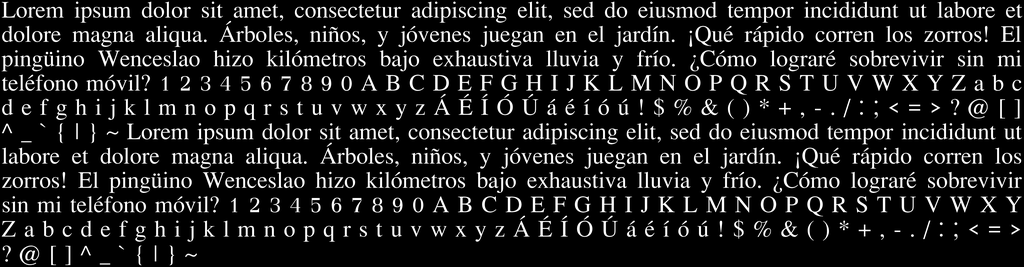 Lorem ipsum dolor sit amet, consectetur adipiscing elit, sed do eiusmod tempor incididunt ut labore et
dolore magna aliqua. Árboles, niños, y jóvenes juegan en el jardín. ¡Qué rápido corren los zorros! El
pingüino Wenceslao hizo kilómetros bajo exhaustiva lluvia y frío. ¿Cómo lograré sobrevivir sin mi
teléfono móvil? 1 2 3 4 5 6 7 8 9 0 A B C D E F G H I J K L M N O P Q R S T U V W X Y Z a b c
d e f g h i j k l m n o p q r s t u v w x y z Á É Í Ó Ú á é í ó ú ! $ % & ( ) * + , - . / : ; < = > ? @ [ ]
^ _ ` { | } ~ Lorem ipsum dolor sit amet, consectetur adipiscing elit, sed do eiusmod tempor incididunt ut
labore et dolore magna aliqua. Árboles, niños, y jóvenes juegan en el jardín. ¡Qué rápido corren los
zorros! El pingüino Wenceslao hizo kilómetros bajo exhaustiva lluvia y frío. ¿Cómo lograré sobrevivir
sin mi teléfono móvil? 1 2 3 4 5 6 7 8 9 0 A B C D E F G H I J K L M N O P Q R S T U V W X Y
Z a b c d e f g h i j k l m n o p q r s t u v w x y z Á É Í Ó Ú á é í ó ú ! $ % & ( ) * + , - . / : ; < = >
? @ [ ] ^ _ ` { | } ~